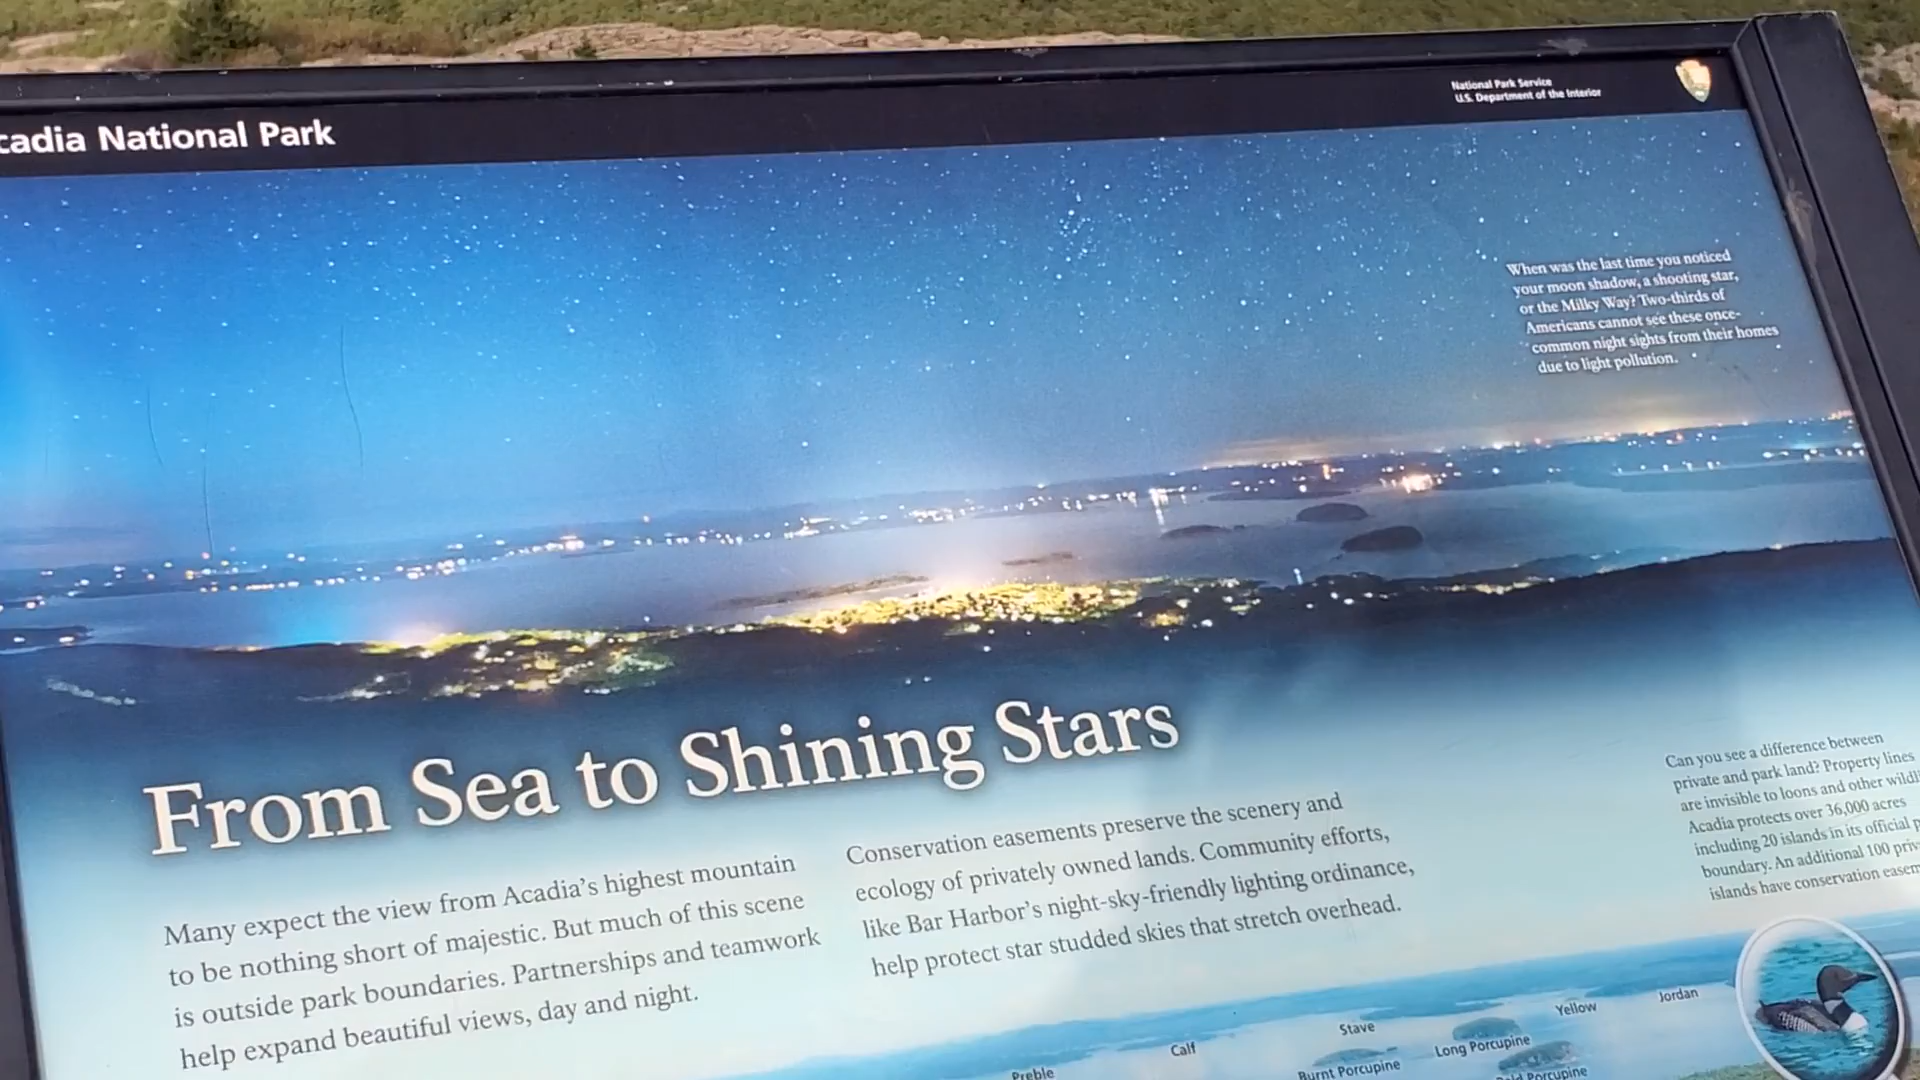 National Park Service
U.S. Department of the Interior
cadia National Park
When was the last time you noticed
your moon shadow, a shooting star,
or the Milky Way? Two-thirds of
Americans cannot see these once-
common night sights from their homes
due to light pollution.
From Sea to Shining Stars
Many expect the view from Acadia's highest mountain
to be nothing short of majestic. But much of this scene
is outside park boundaries. Partnerships and teamwork
help expand beautiful views, day and night.
Conservation easements preserve the scenery and
ecology of privately owned lands. Community efforts,
like Bar Harbor's night-sky-friendly lighting ordinance,
help protect star studded skies that stretch overhead.
Can you see a difference between
private and park land? Property lines
are invisible to loons and other wildl
Acadia protects over 36,000 acres
including 20 islands in its official p
boundary. An additional 100 priv
islands have conservation easem
Jordan
Yellow
Stave
Long Porcupine
Calf
Burnt Porcupine
Preble
Porcupine